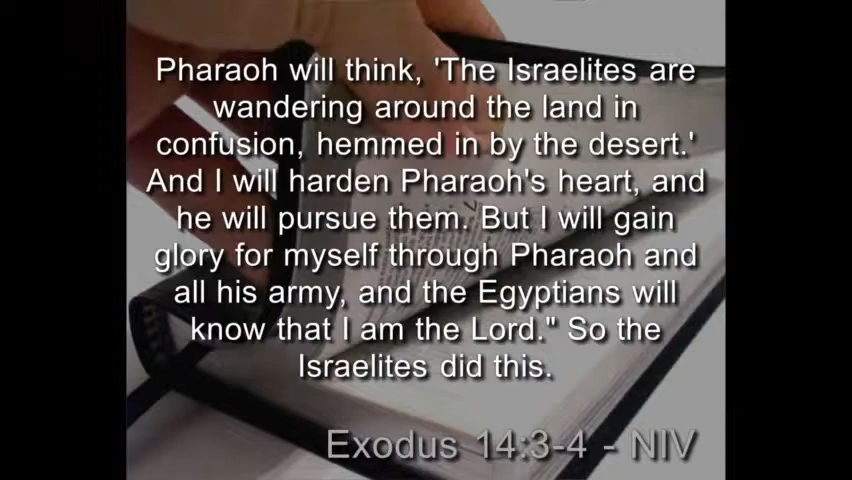 Pharaoh will think, 'The Israelites are
wandering around the land in
confusion, hemmed in by the desert.'
And I will harden Pharaoh's heart, and
he will pursue them. But I will gain
glory for myself through Pharaoh and
all his army, and the Egyptians will
know that I am the Lord." So the
Israelites did this.
Exodus 14:3-4 - NIV